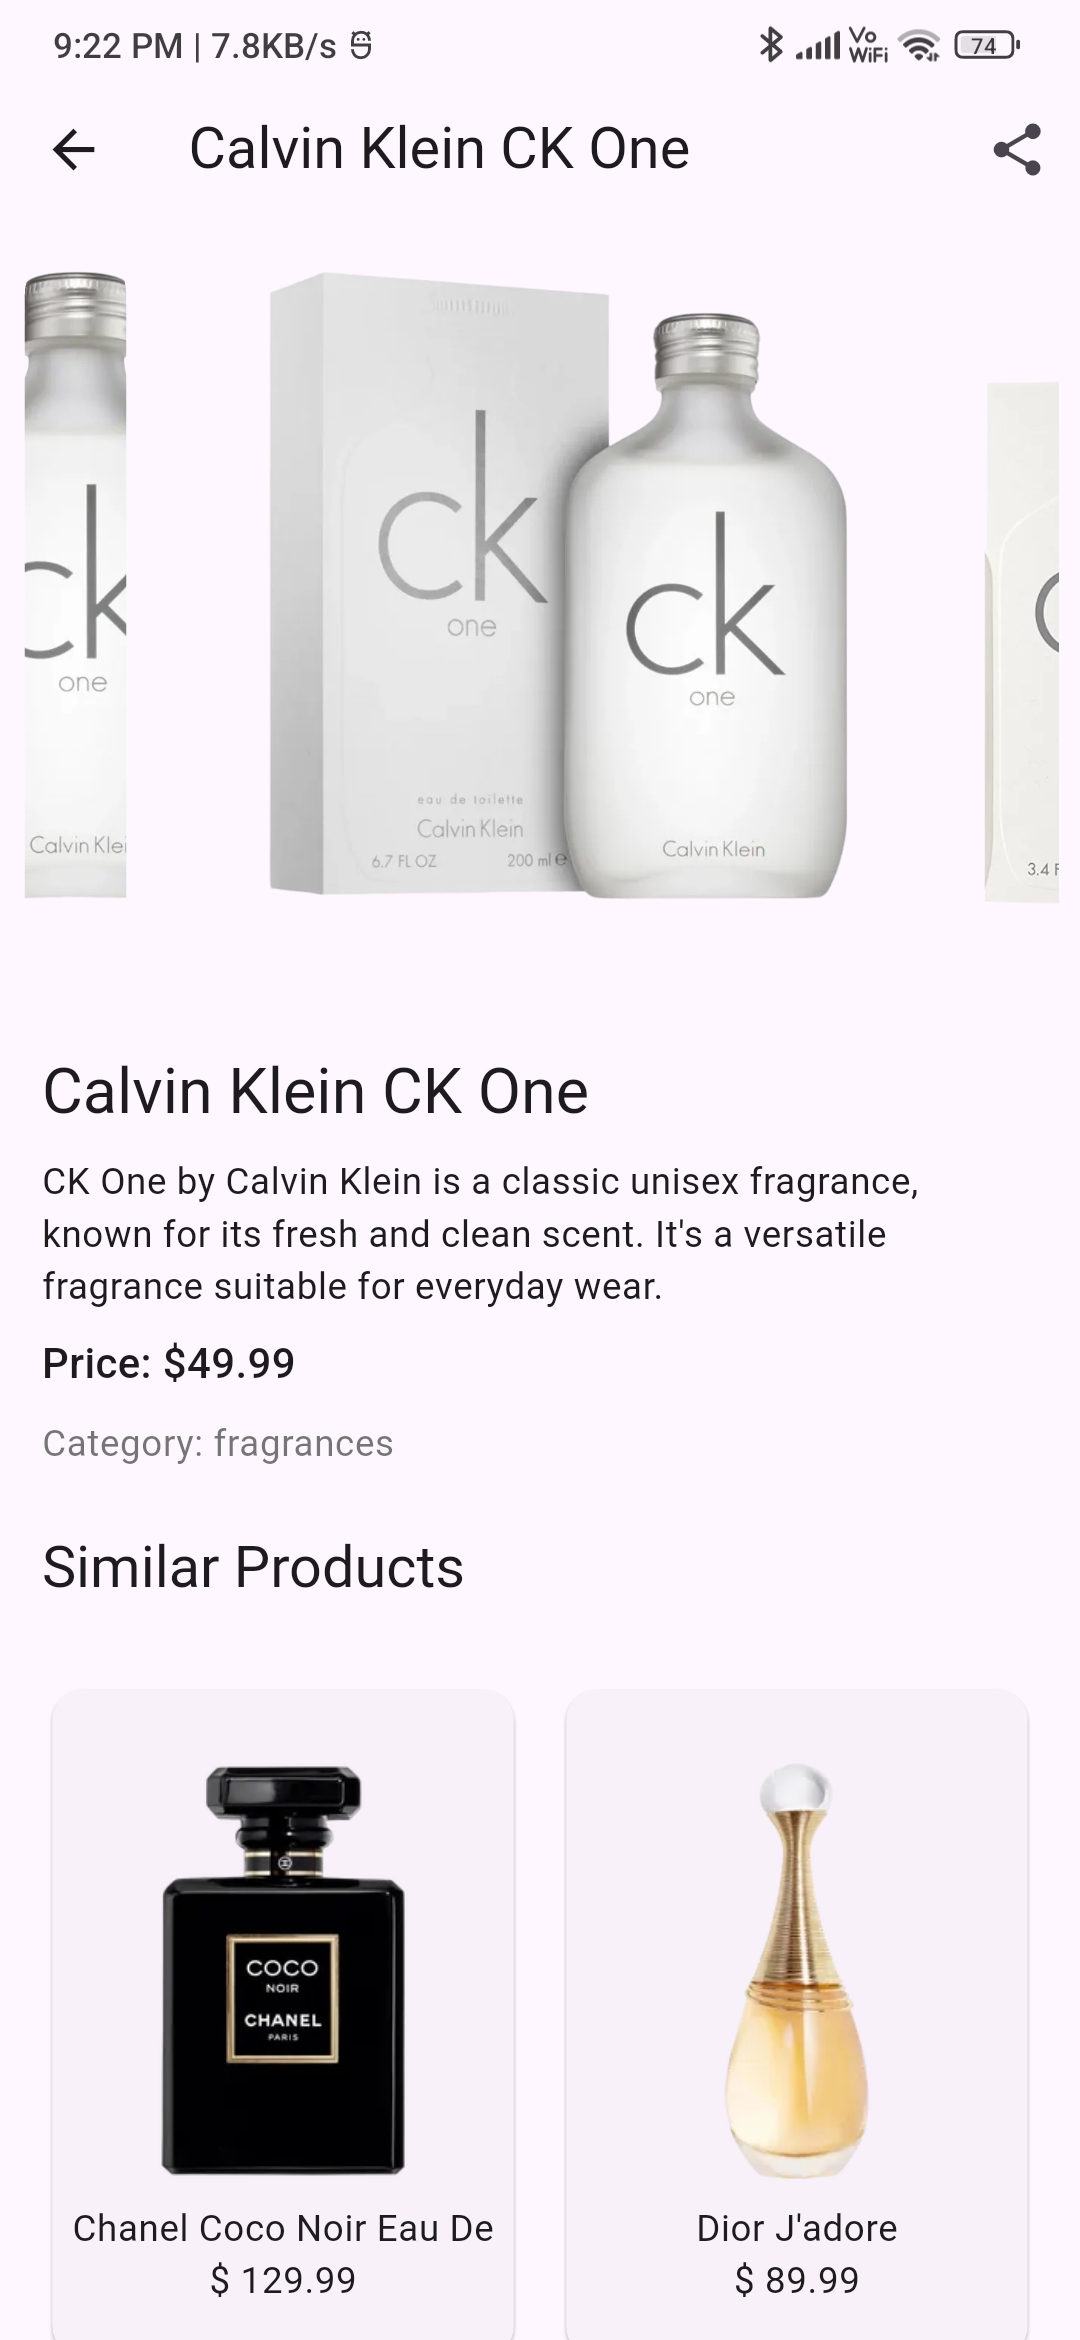 9:22 PM | 7.8KB/s
Vo
WiFi
74
Calvin Klein CK One
ck
one
Calvin Klei
ck
one
eau de toilette
Calvin Klein
6.7 FL OZ 200 ml e
ck
one
Calvin Klein
3.4 F
Calvin Klein CK One
CK One by Calvin Klein is a classic unisex fragrance,
known for its fresh and clean scent. It's a versatile
fragrance suitable for everyday wear.
Price: $49.99
Category: fragrances
Similar Products
COCO
NOIR
CHANEL
PARIS
Chanel Coco Noir Eau De
$ 129.99
Dior J'adore
$ 89.99